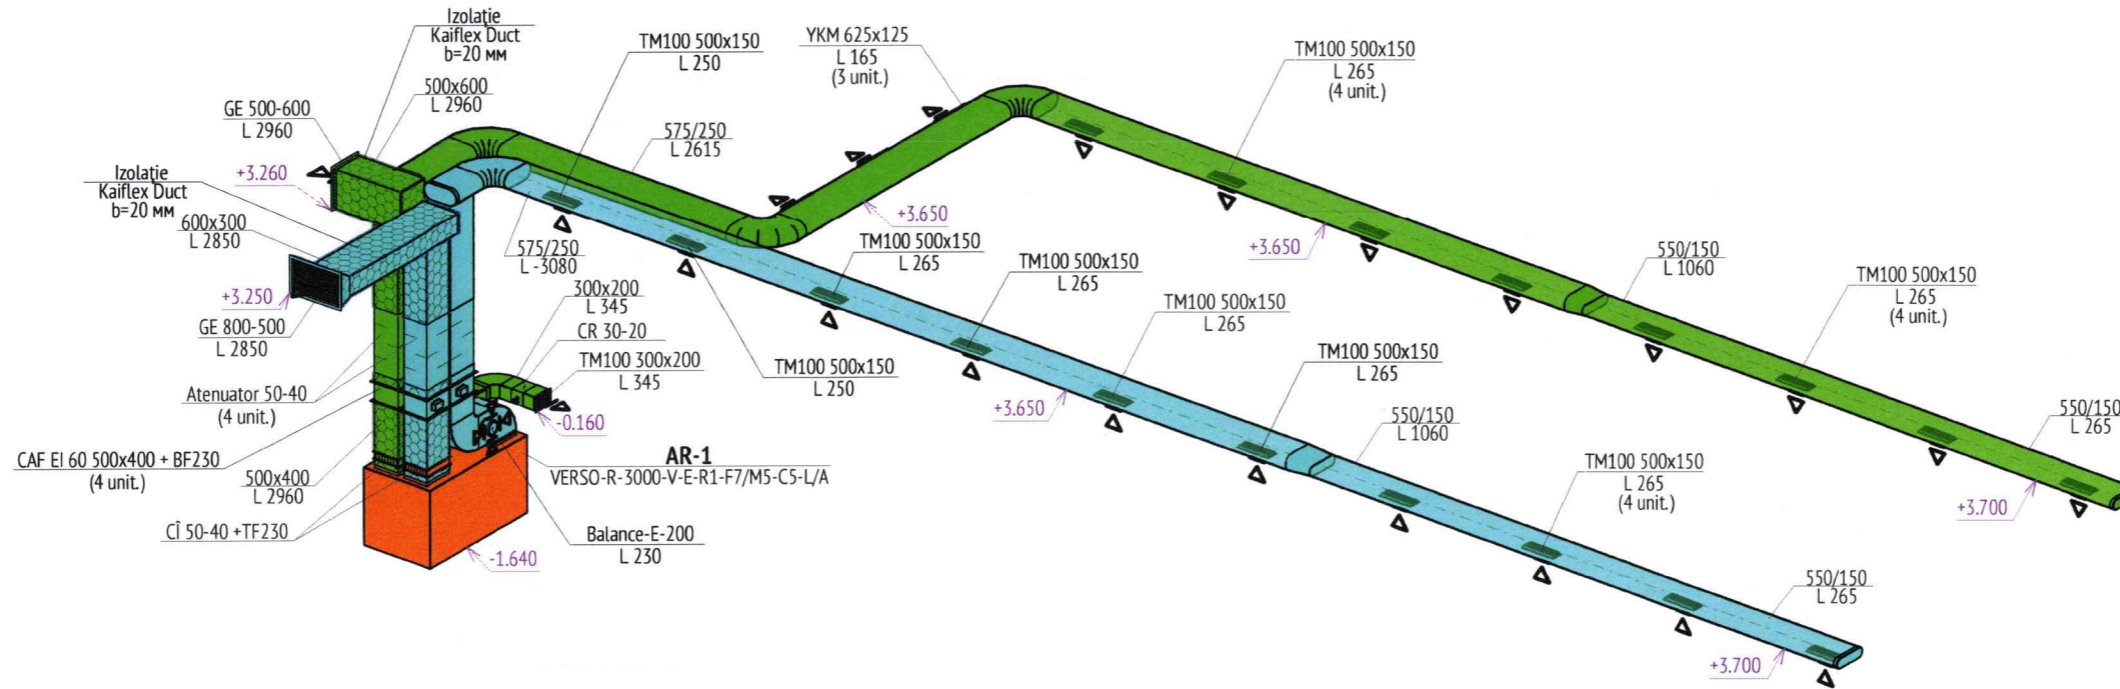 Izolaţie
Kaiflex Duct
b=20 мм
TM100 500x150
L 250
YKM 625x125
L 165
(3 unit.)
TM100 500x150
L 265
(4 unit.)
500x600
L 2960
GE 500-600
L 2960
575/250
L 2615
+3.260
Izolaţie
Kaiflex Duct
b=20 мм
600x300
L 2850
+3.650
TM100 500x150
L 265
575/250
L -3080
+3.650
550/150
L 1060
TM100 500x150
L 265
TM100 500x150
L 265
(4 unit.)
+3.250
300x200
L 345
TM100 500x150
L 265
GE 800-500
L 2850
CR 30-20
TM100 300x200
L 345
TM100 500x150
L 250
TM100 500x150
L 265
Atenuator 50-40
(4 unit.)
-0.160
+3.650
550/150
L 1060
550/150
L 265
CAF EI 60 500x400 + BF230
(4 unit.)
AR-1
VERSO-R-3000-V-E-R1-F7/M5-C5-L/A
TM100 500x150
L 265
(4 unit.)
500x400
L 2960
+3.700
CÎ 50-40 +TF230
Balance-E-200
L 230
-1.640
550/150
L 265
+3.700